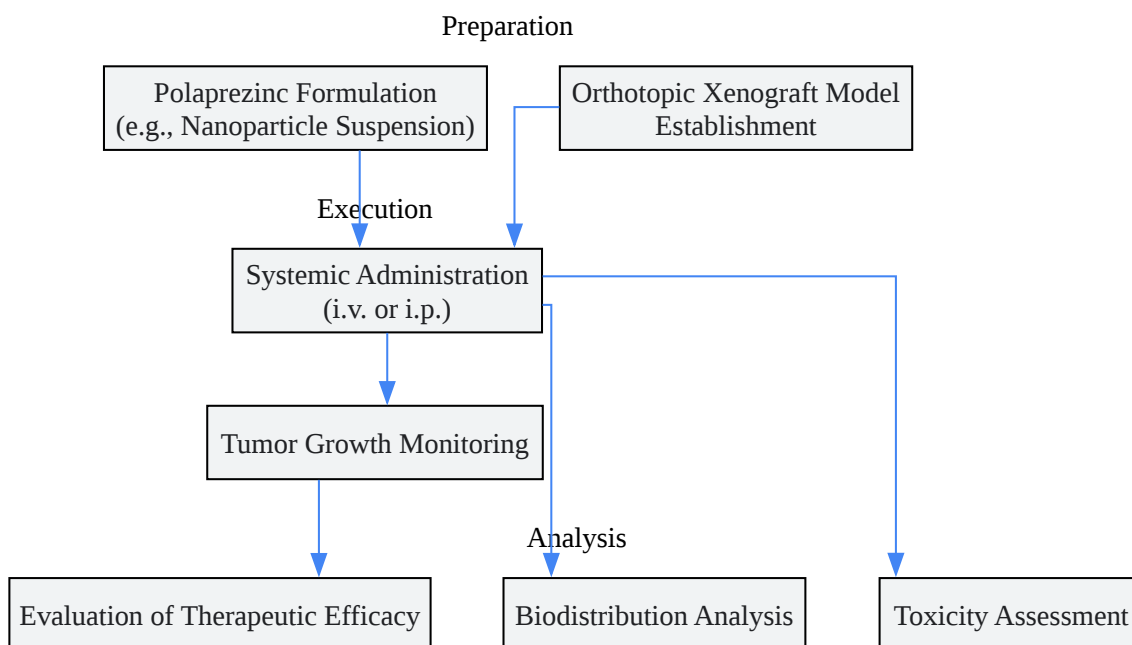 Preparation
Polaprezinc Formulation
(e.g., Nanoparticle Suspension)
Orthotopic Xenograft Model
Establishment
Execution
Systemic Administration
(i.v. or i.p.)
Tumor Growth Monitoring
Analysis
Evaluation of Therapeutic Efficacy
Biodistribution Analysis
Toxicity Assessment